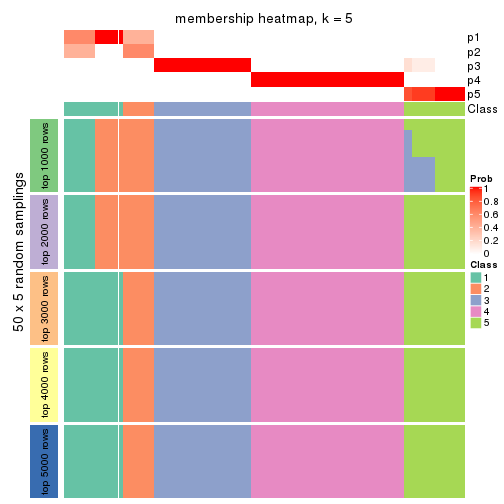 membership heatmap, k = 5
p1
p2
p3
p4
p5
Class
50 x 5 random samplings
top 1000 rows
top 2000 rows
top 3000 rows
top 4000 rows
top 5000 rows
Prob
1
0.8
0.6
0.4
0.2
0
Class
1
2
3
4
5